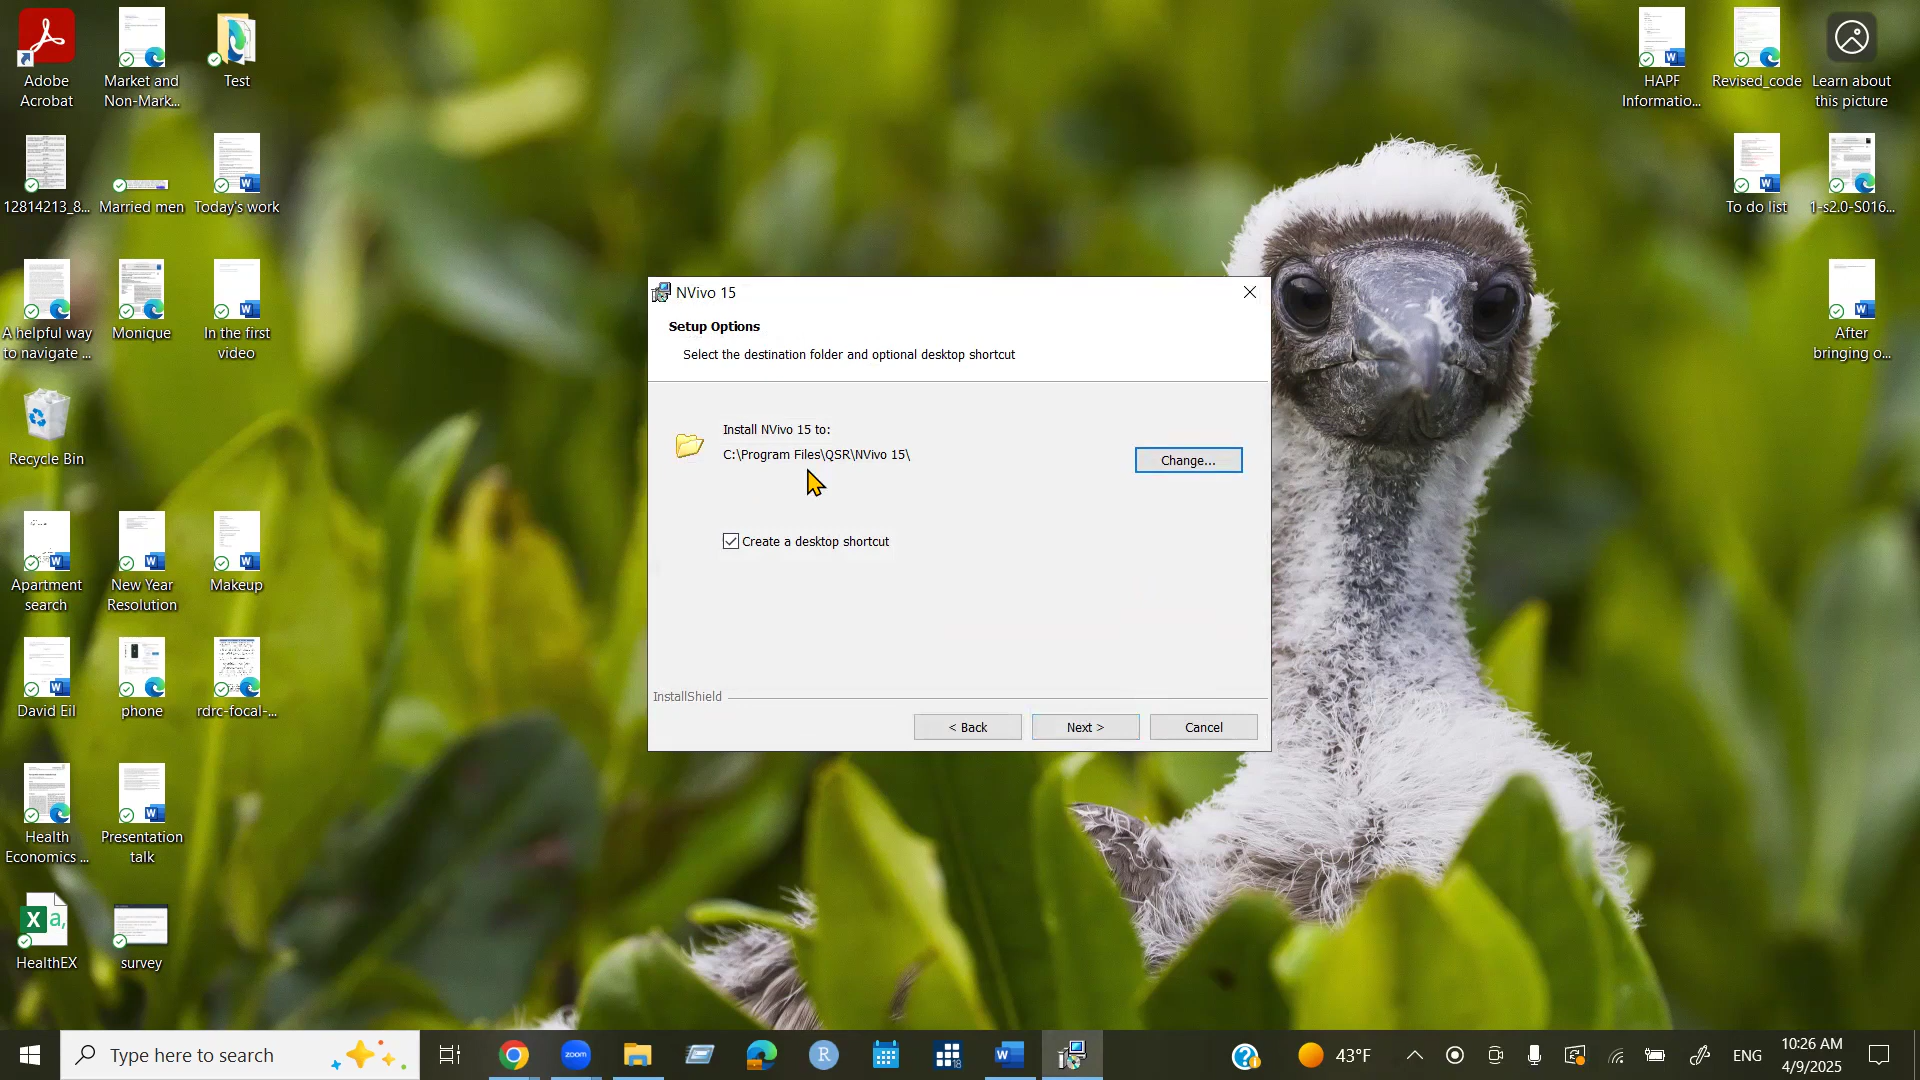 Adobe
Acrobat
Market and
Non-Mark...
Test
12814213_8...
Married men
Today's work
A helpful way
to navigate ...
Monique
In the first
video
Recycle Bin
Apartment
search
New Year
Resolution
Makeup
David Eil
phone
rdrc-focal-...
Health
Economics ...
Presentation
talk
HealthEX
survey
HAPF
Informatio...
Revised_code
Learn about
this picture
To do list
1-s2.0-S016...
After
bringing o...
NVivo 15
Setup Options
Select the destination folder and optional desktop shortcut
Install NVivo 15 to:
C:\Program Files\QSR\NVivo 15\
Change...
Create a desktop shortcut
InstallShield
< Back
Next >
Cancel
Type here to search
zoom
R
18
43°F
ENG
10:26 AM
4/9/2025